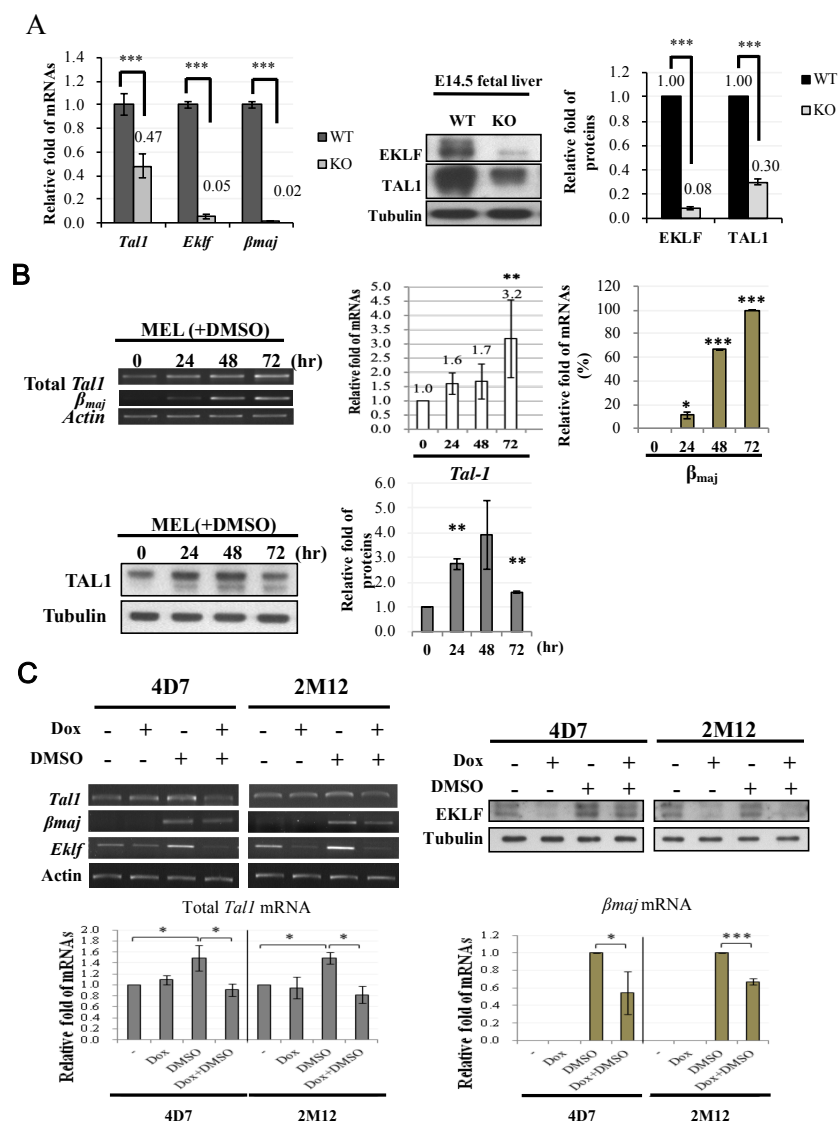 A
Relative fold of mRNAs
1.4
1.2
1.0
0.8
0.6
0.4
0.2
0.0
*** *** ***
0.47
0.05
0.02
WT
KO
Tal1 Eklf βmaj
E14.5 fetal liver
WT KO
EKLF
TAL1
Tubulin
Relative fold of
proteins
1.2
1.0
0.8
0.6
0.4
0.2
0.0
*** ***
1.00 1.00
0.08
0.30
WT
KO
EKLF TAL1
B
MEL (+DMSO)
0 24 48 72 (hr)
Total Tal1
βmaj
Actin
Relative fold of mRNAs
5.0
4.5
4.0
3.5
3.0
2.5
2.0
1.5
1.0
0.5
0.0
1.0
1.6
1.7
**
3.2
0 24 48 72
Tal-1
Relative fold of mRNAs
(%)
120
100
80
60
40
20
0
*
***
***
0 24 48 72
βmaj
MEL(+DMSO)
0 24 48 72 (hr)
TAL1
Tubulin
Relative fold of
proteins
6.0
5.0
4.0
3.0
2.0
1.0
0.0
** **
0 24 48 72 (hr)
C
4D7 2M12
Dox - + - + - + - +
DMSO - - + + - - + +
Tal1
βmaj
Eklf
Actin
4D7 2M12
Dox - + - + - + - +
DMSO - - + + - - + +
EKLF
Tubulin
Total Tal1 mRNA
Relative fold of mRNAs
2.0
1.8
1.6
1.4
1.2
1.0
0.8
0.6
0.4
0.2
0.0
* * * *
- Dox DMSO Dox+DMSO - Dox DMSO Dox+DMSO
4D7 2M12
βmaj mRNA
Relative fold of mRNAs
1.4
1.2
1.0
0.8
0.6
0.4
0.2
0.0
* ***
- Dox DMSO Dox+DMSO - Dox DMSO Dox+DMSO
4D7 2M12